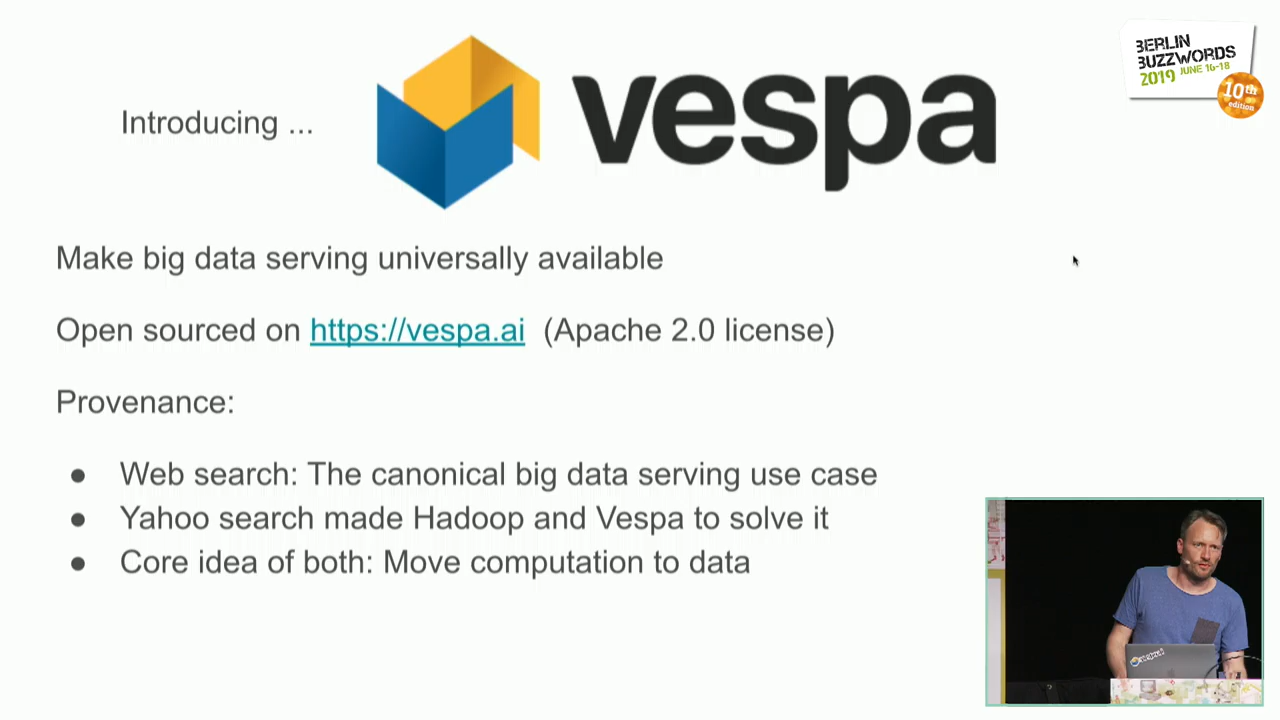 BERLIN
BUZZWORDS
2019 JUNE 16-18
10th
edition
Introducing ...
vespa
Make big data serving universally available
Open sourced on https://vespa.ai (Apache 2.0 license)
Provenance:
● Web search: The canonical big data serving use case
● Yahoo search made Hadoop and Vespa to solve it
● Core idea of both: Move computation to data